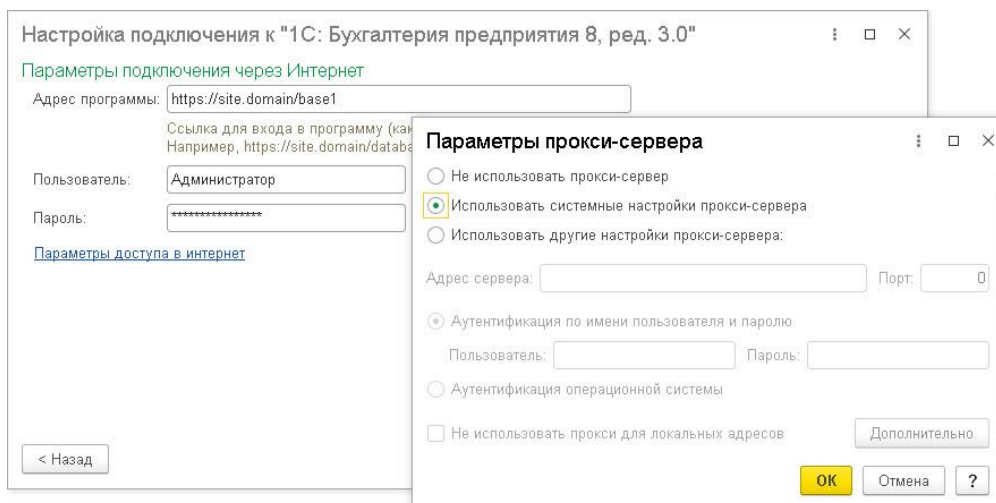 Настройка подключения к "1С: Бухгалтерия предприятия 8, ред. 3.0"
Параметры подключения через Интернет
Адрес программы: https://site.domain/base1
Ссылка для входа в программу (как
Например, https://site.domain/databa
Пользователь: Администратор
Пароль: ****************
Параметры доступа в интернет
< Назад
Параметры прокси-сервера
Не использовать прокси-сервер
Использовать системные настройки прокси-сервера
Использовать другие настройки прокси-сервера:
Адрес сервера: Порт: 0
Аутентификация по имени пользователя и паролю
Пользователь: Пароль:
Аутентификация операционной системы
Не использовать прокси для локальных адресов Дополнительно
ОК Отмена ?